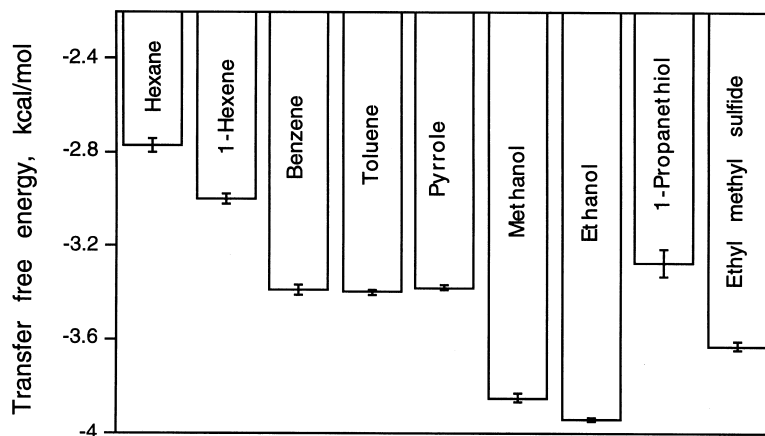 Transfer free energy, kcal/mol
-2.4
-2.8
-3.2
-3.6
-4
Hexane
1-Hexene
Benzene
Toluene
Pyrrole
Methanol
Ethanol
1-Propanethiol
Ethyl methyl sulfide